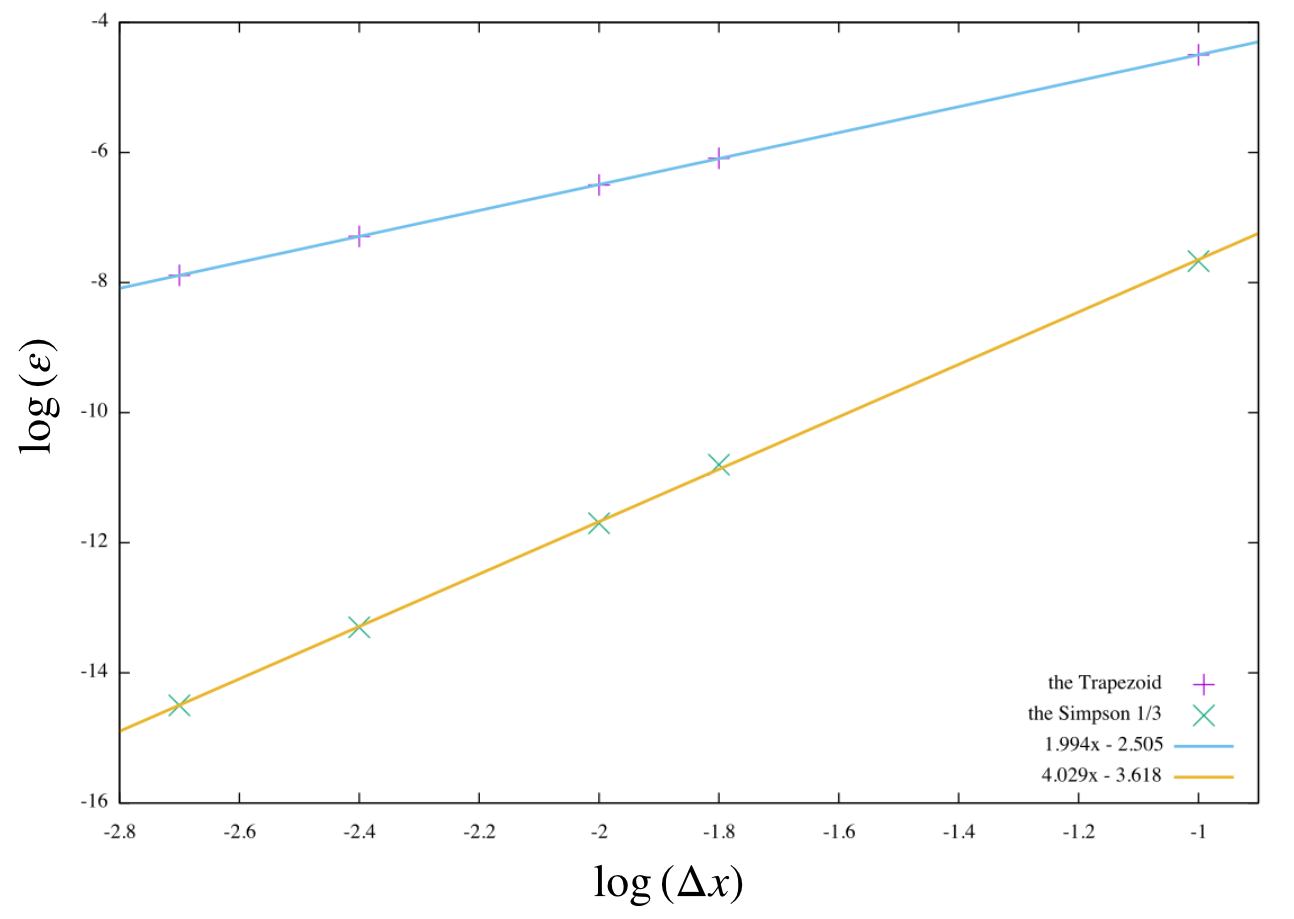 -4
-6
-8
-10
-12
-14
-16
log (ε)
the Trapezoid
the Simpson 1/3
1.994x - 2.505
4.029x - 3.618
-2.8 -2.6 -2.4 -2.2 -2 -1.8 -1.6 -1.4 -1.2 -1
log (Δx)